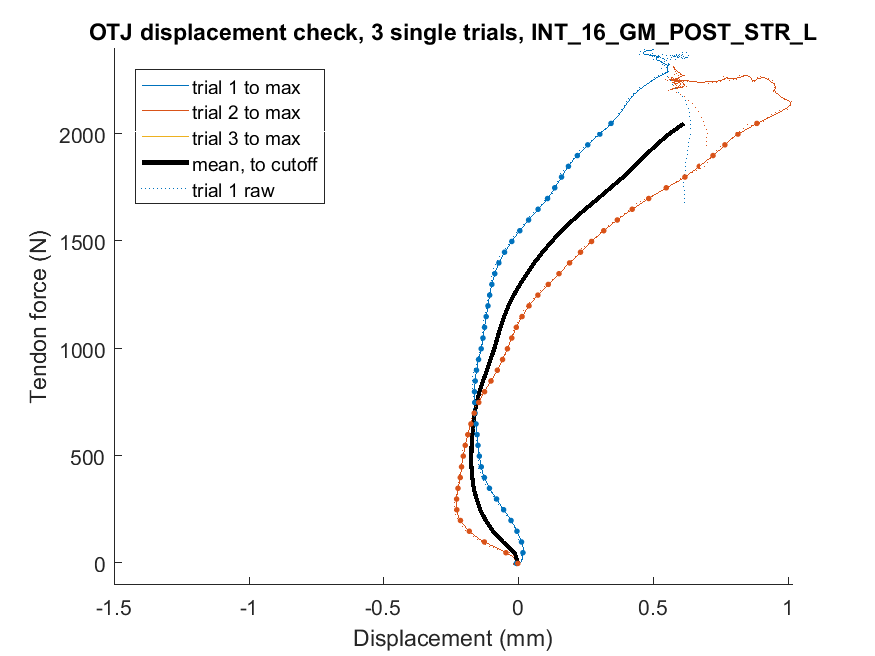 OTJ displacement check, 3 single trials, INT_16_GM_POST_STR_L
trial 1 to max
trial 2 to max
trial 3 to max
mean, to cutoff
trial 1 raw
Tendon force (N)
2000
1500
1000
500
0
-1.5
-1
-0.5
0
0.5
1
Displacement (mm)